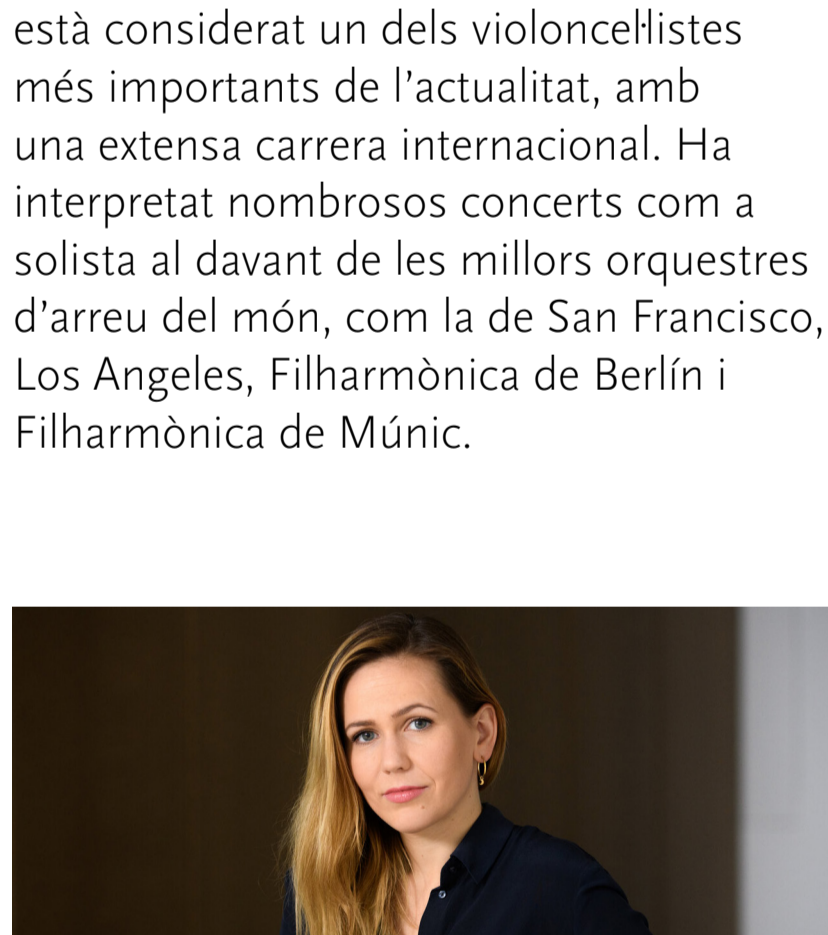 està considerat un dels violoncel·listes
més importants de l’actualitat, amb
una extensa carrera internacional. Ha
interpretat nombrosos concerts com a
solista al davant de les millors orquestres
d’arreu del món, com la de San Francisco,
Los Angeles, Filharmònica de Berlín i
Filharmònica de Múnic.